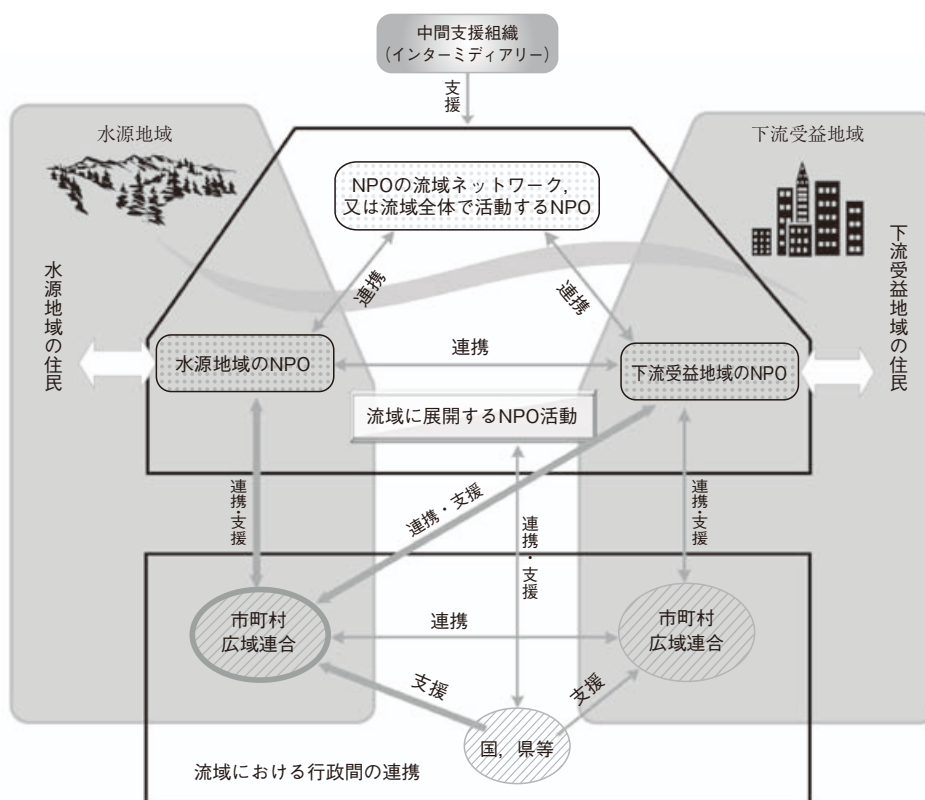 中間支援組織
（インターミディアリー）
支援
水源地域
下流受益地域
NPOの流域ネットワーク，
又は流域全体で活動するNPO
水源地域の住民
下流受益地域の住民
連携
連携
水源地域のNPO
連携
下流受益地域のNPO
流域に展開するNPO活動
連携・支援
連携・支援
連携・支援
連携・支援
市町村
広域連合
連携
市町村
広域連合
支援
支援
国，県等
流域における行政間の連携